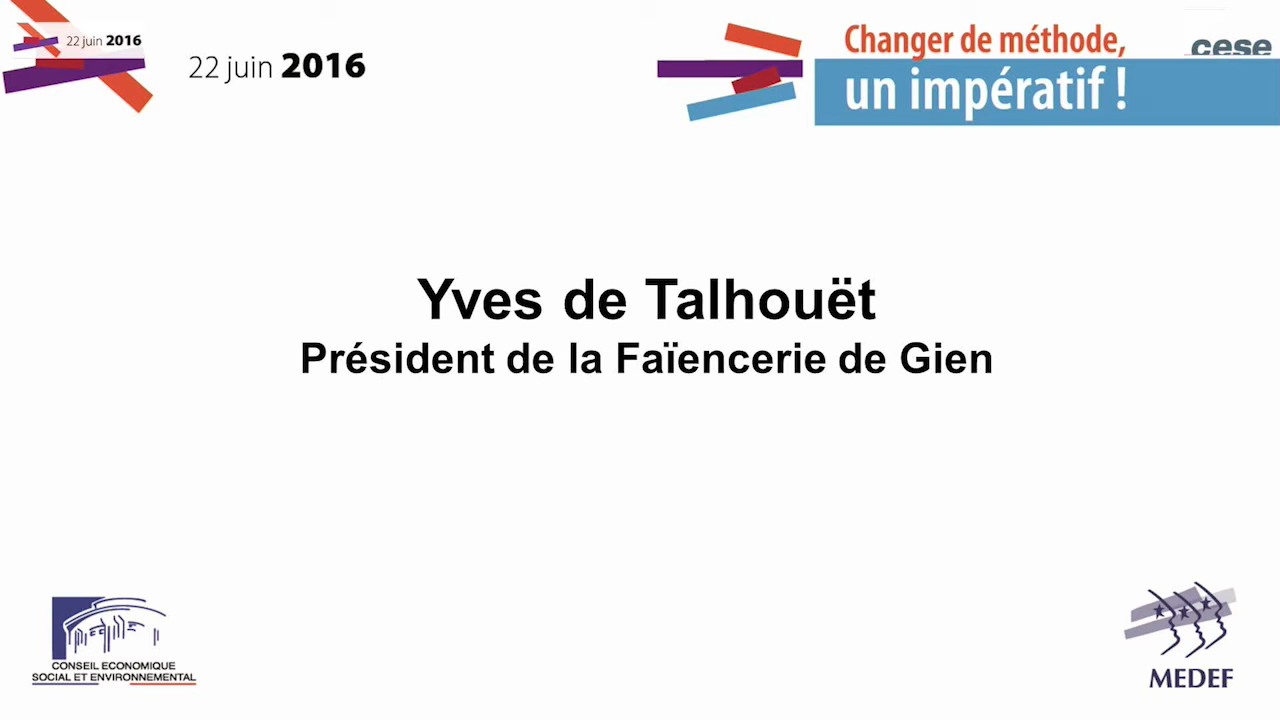 22 juin 2016
22 juin 2016
Changer de méthode,
un impératif !
cese
Yves de Talhouët
Président de la Faïencerie de Gien
CONSEIL ECONOMIQUE
SOCIAL ET ENVIRONNEMENTAL
MEDEF